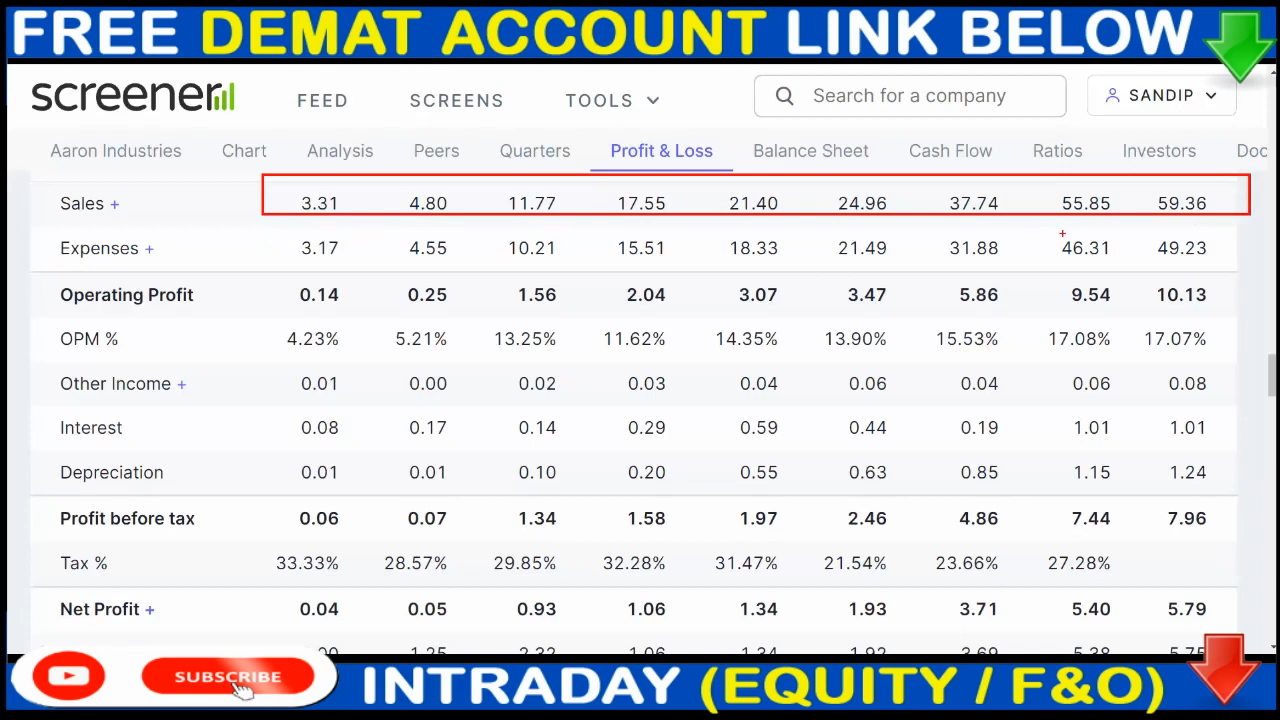 FREE DEMAT ACCOUNT LINK BELOW
screener FEED SCREENS TOOLS Search for a company SANDIP
Aaron Industries Chart Analysis Peers Quarters Profit & Loss Balance Sheet Cash Flow Ratios Investors Doc
Sales + 3.31 4.80 11.77 17.55 21.40 24.96 37.74 55.85 59.36
Expenses + 3.17 4.55 10.21 15.51 18.33 21.49 31.88 46.31 49.23
Operating Profit 0.14 0.25 1.56 2.04 3.07 3.47 5.86 9.54 10.13
OPM % 4.23% 5.21% 13.25% 11.62% 14.35% 13.90% 15.53% 17.08% 17.07%
Other Income + 0.01 0.00 0.02 0.03 0.04 0.06 0.04 0.06 0.08
Interest 0.08 0.17 0.14 0.29 0.59 0.44 0.19 1.01 1.01
Depreciation 0.01 0.01 0.10 0.20 0.55 0.63 0.85 1.15 1.24
Profit before tax 0.06 0.07 1.34 1.58 1.97 2.46 4.86 7.44 7.96
Tax % 33.33% 28.57% 29.85% 32.28% 31.47% 21.54% 23.66% 27.28%
Net Profit + 0.04 0.05 0.93 1.06 1.34 1.93 3.71 5.40 5.79
SUBSCRIBE
INTRADAY (EQUITY / F&O)